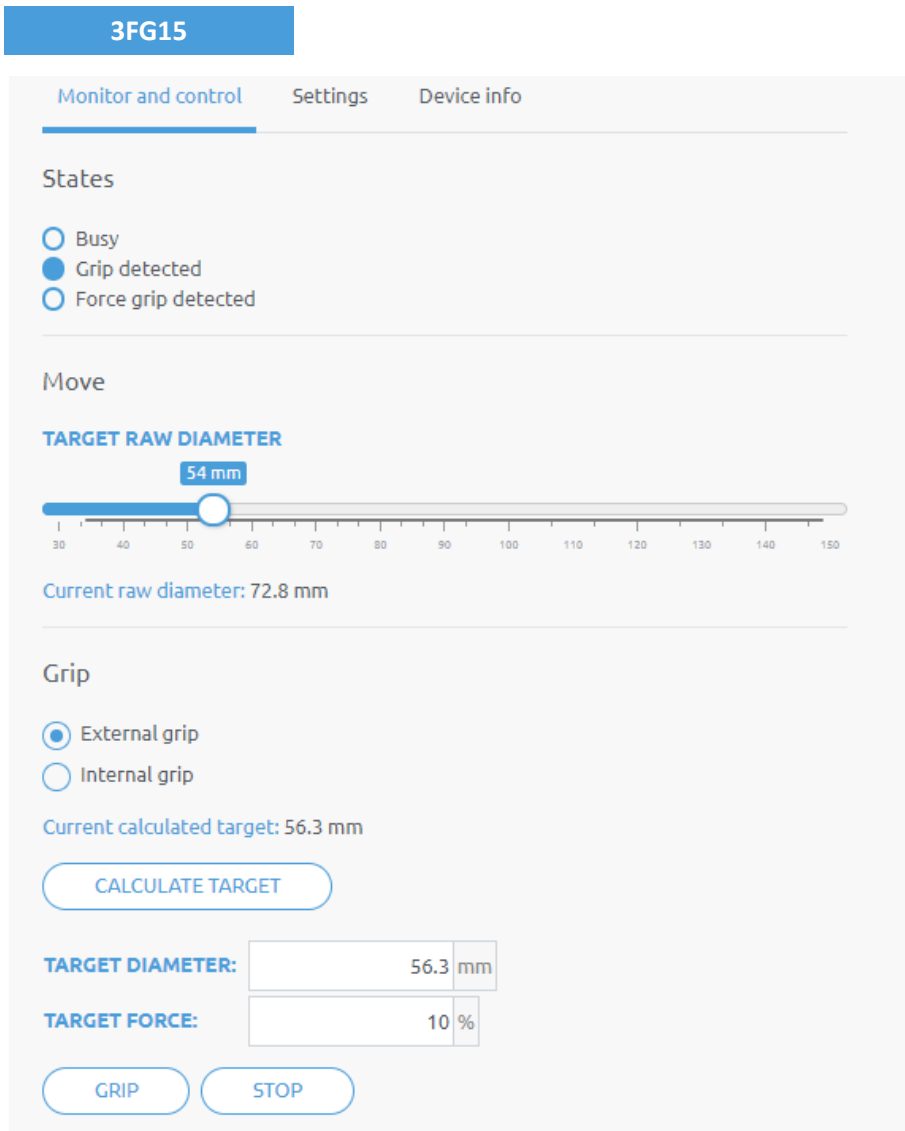 3FG15
Monitor and control Settings Device info
States
Busy
Grip detected
Force grip detected
Move
TARGET RAW DIAMETER
54 mm
30 40 50 60 70 80 90 100 110 120 130 140 150
Current raw diameter: 72.8 mm
Grip
External grip
Internal grip
Current calculated target: 56.3 mm
CALCULATE TARGET
TARGET DIAMETER: 56.3 mm
TARGET FORCE: 10 %
GRIP STOP